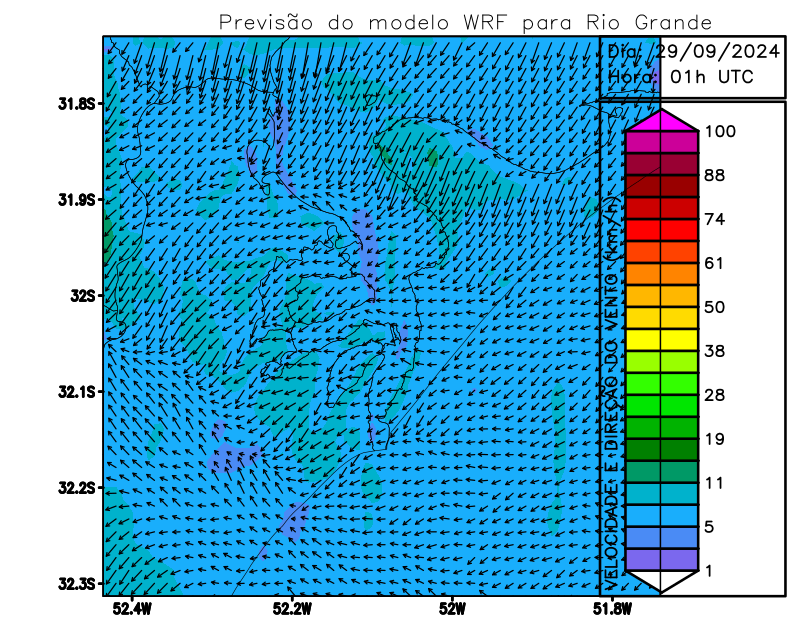 Previsão do modelo WRF para Rio Grande
Dia: 29/09/2024
Hora: 01h UTC
31.8S
31.9S
32S
32.1S
32.2S
32.3S
52.4W
52.2W
52W
51.8W
VELOCIDADE E DIREÇÃO DO VENTO (km/h)
100
88
74
61
50
38
28
19
11
5
1